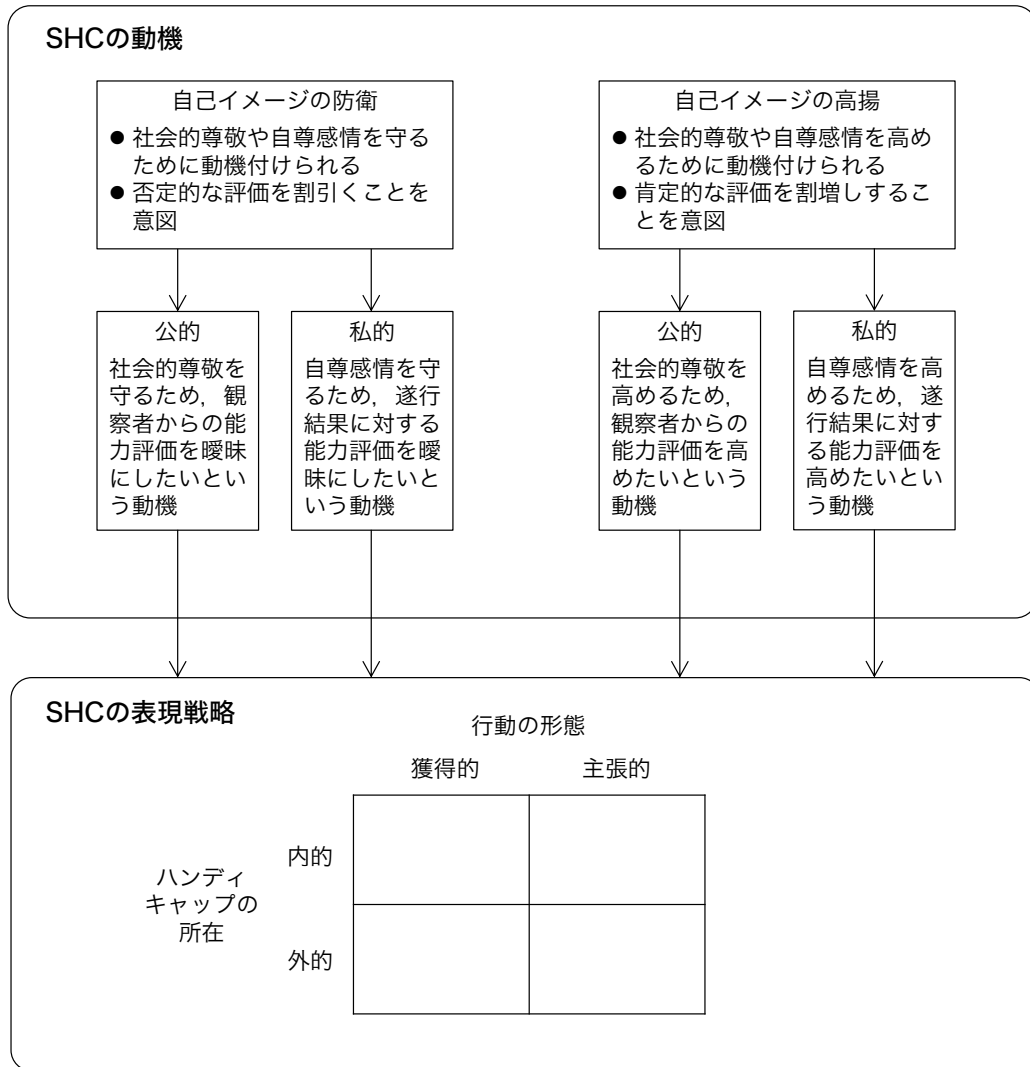 SHCの動機
自己イメージの防衛
● 社会的尊敬や自尊感情を守る
ために動機付けられる
● 否定的な評価を割引くことを
意図
自己イメージの高揚
● 社会的尊敬や自尊感情を高め
るために動機付けられる
● 肯定的な評価を割増しするこ
とを意図
公的
社会的尊敬を
守るため，観
察者からの能
力評価を曖昧
にしたいとい
う動機
私的
自尊感情を守
るため，遂行
結果に対する
能力評価を曖
昧にしたいと
いう動機
公的
社会的尊敬を
高めるため，
観察者からの
能力評価を高
めたいという
動機
私的
自尊感情を高
めるため，遂
行結果に対す
る能力評価を
高めたいとい
う動機
SHCの表現戦略
行動の形態
獲得的 主張的
内的
ハンディ
キャップの
所在
外的